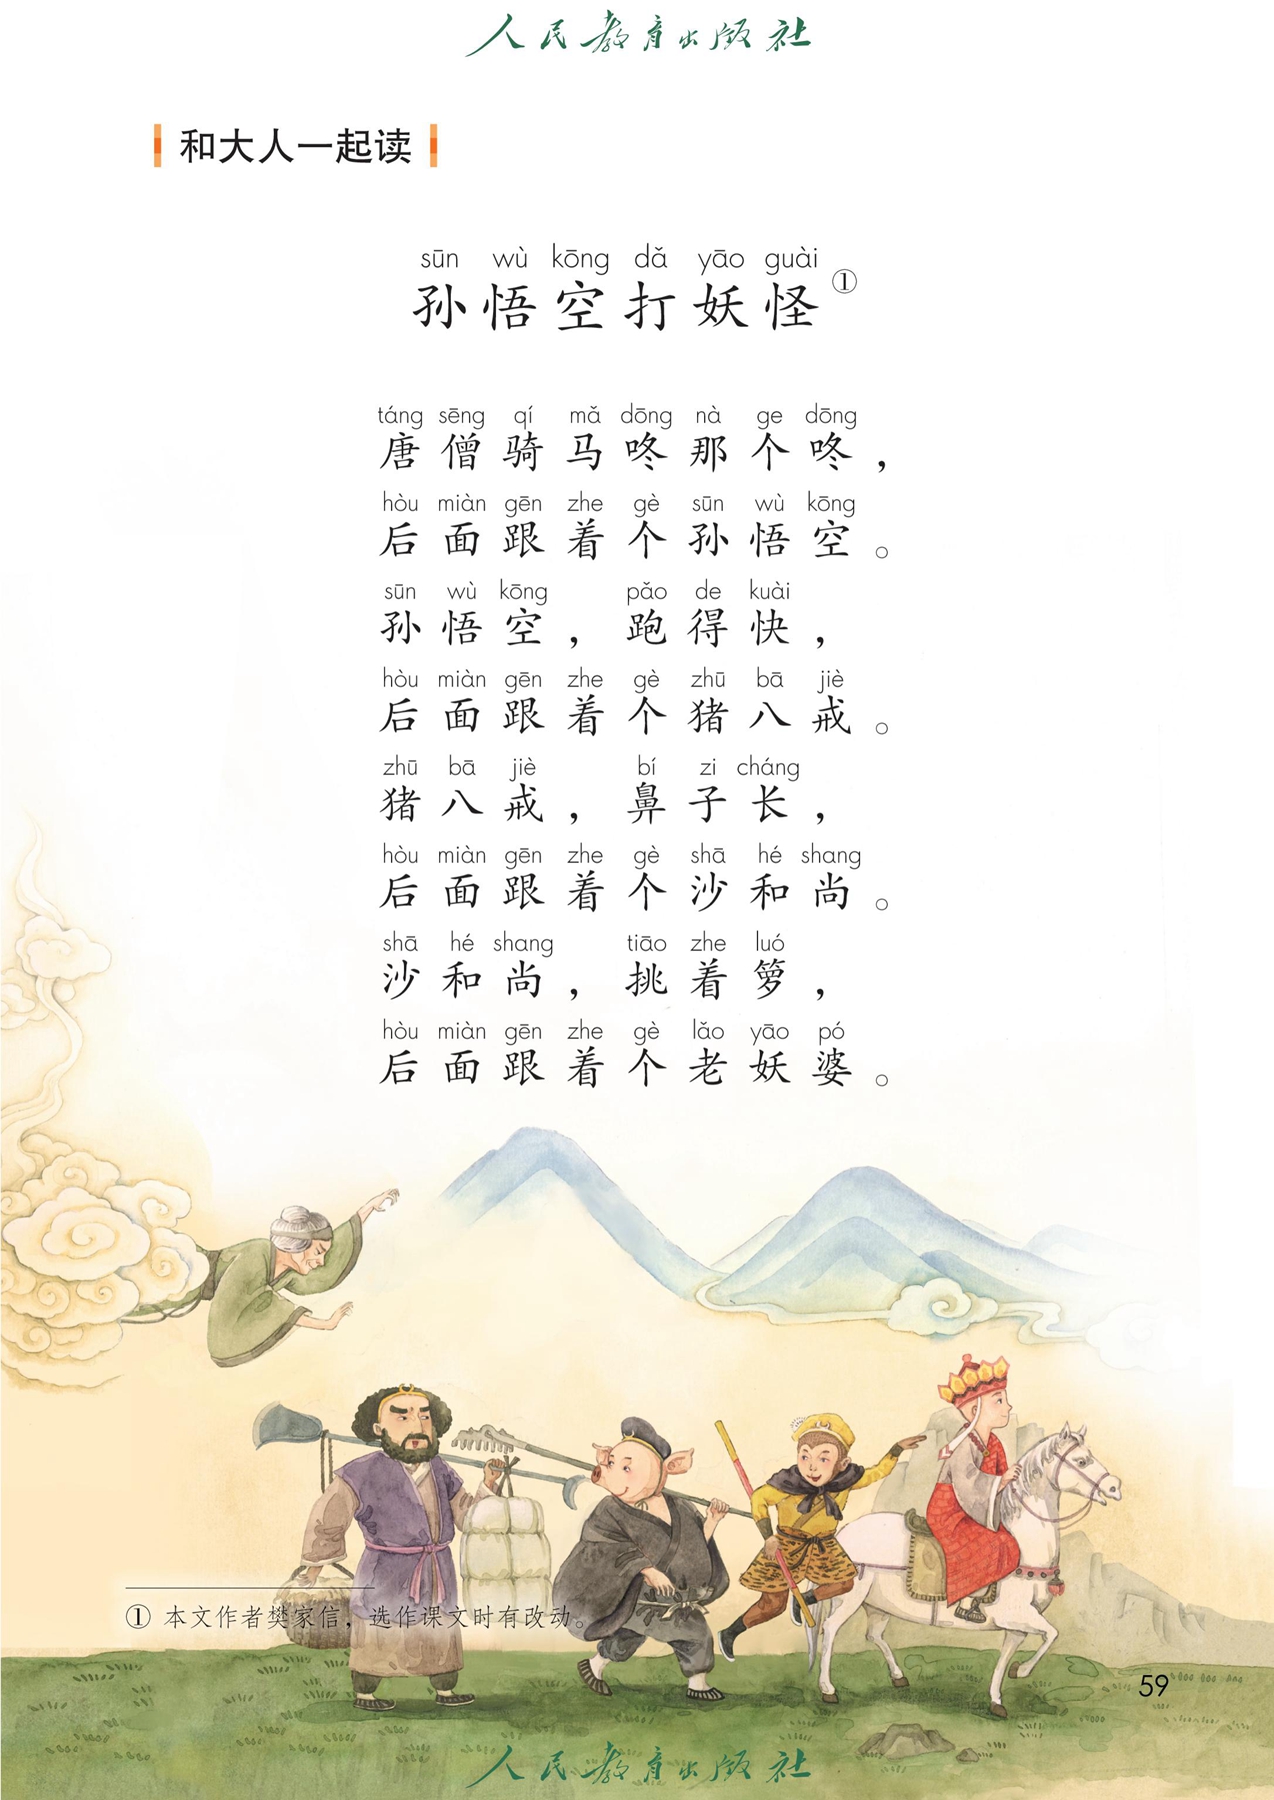 人民教育出版社
和大人一起读
sūn wù kōng dǎ yāo guài
孙悟空打妖怪①
táng sēng qí mǎ dōng nà ge dōng
唐僧骑马咚那个咚，
hòu miàn gēn zhe gè sūn wù kōng
后面跟着个孙悟空。
sūn wù kōng pǎo de kuài
孙悟空，跑得快，
hòu miàn gēn zhe gè zhū bā jiè
后面跟着个猪八戒。
zhū bā jiè bí zi cháng
猪八戒，鼻子长，
hòu miàn gēn zhe gè shā hé shang
后面跟着个沙和尚。
shā hé shang tiāo zhe luó
沙和尚，挑着箩，
hòu miàn gēn zhe gè lǎo yāo pó
后面跟着个老妖婆。
① 本文作者樊家信，选作课文时有改动。
59
人民教育出版社